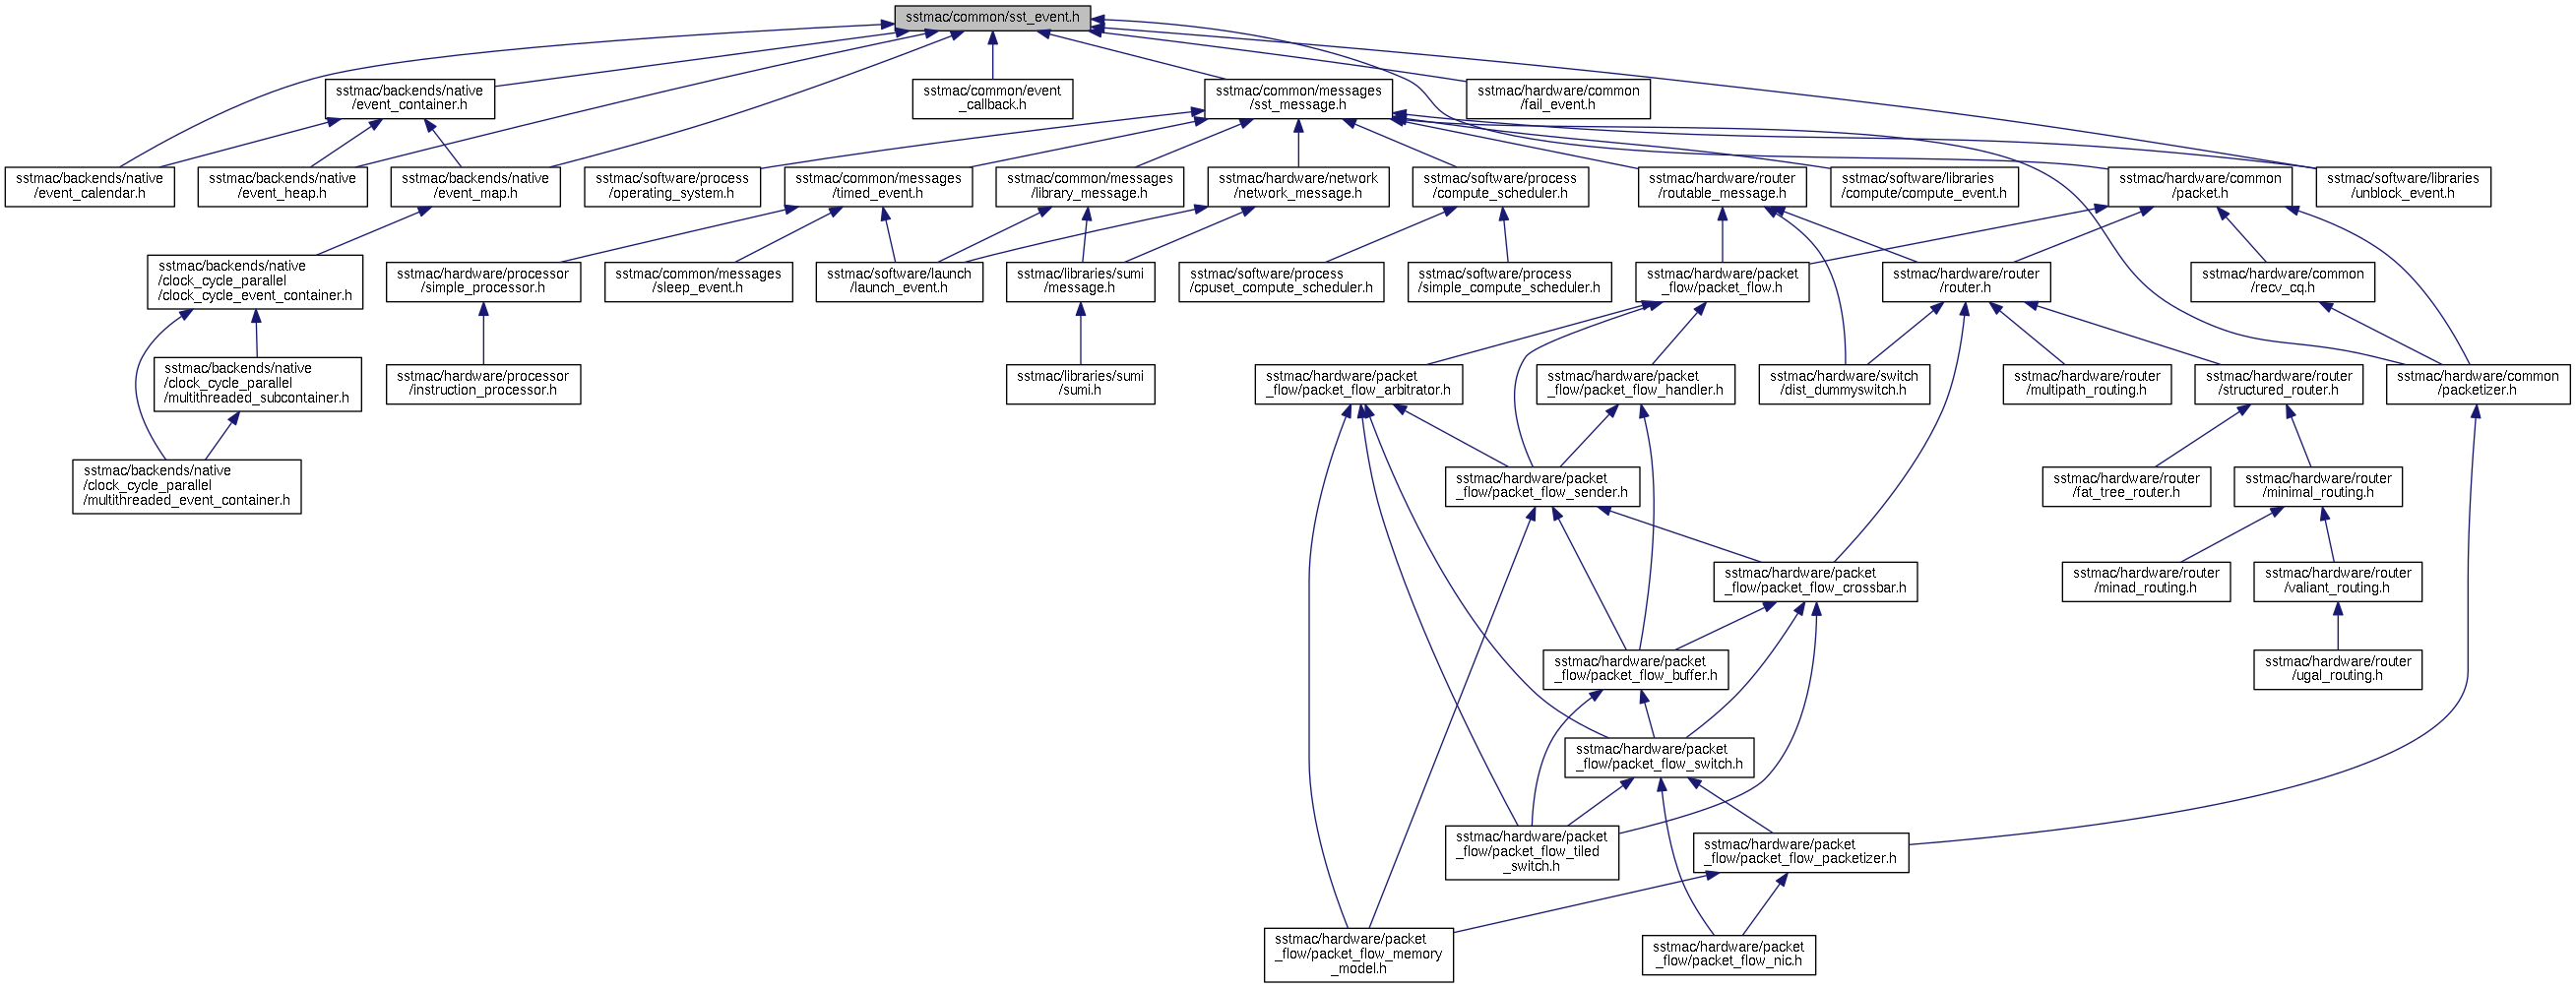 sstmac/common/sst_event.h
sstmac/backends/native
/event_container.h
sstmac/common/event
_callback.h
sstmac/common/messages
/sst_message.h
sstmac/hardware/common
/fail_event.h
sstmac/backends/native
/event_calendar.h
sstmac/backends/native
/event_heap.h
sstmac/backends/native
/event_map.h
sstmac/software/process
/operating_system.h
sstmac/common/messages
/timed_event.h
sstmac/common/messages
/library_message.h
sstmac/hardware/network
/network_message.h
sstmac/software/process
/compute_scheduler.h
sstmac/hardware/router
/routable_message.h
sstmac/software/libraries
/compute/compute_event.h
sstmac/hardware/common
/packet.h
sstmac/software/libraries
/unblock_event.h
sstmac/backends/native
/clock_cycle_parallel
/clock_cycle_event_container.h
sstmac/hardware/processor
/simple_processor.h
sstmac/common/messages
/sleep_event.h
sstmac/software/launch
/launch_event.h
sstmac/libraries/sumi
/message.h
sstmac/software/process
/cpuset_compute_scheduler.h
sstmac/software/process
/simple_compute_scheduler.h
sstmac/hardware/packet
_flow/packet_flow.h
sstmac/hardware/router
/router.h
sstmac/hardware/common
/recv_cq.h
sstmac/backends/native
/clock_cycle_parallel
/multithreaded_subcontainer.h
sstmac/hardware/processor
/instruction_processor.h
sstmac/libraries/sumi
/sumi.h
sstmac/hardware/packet
_flow/packet_flow_arbitrator.h
sstmac/hardware/packet
_flow/packet_flow_handler.h
sstmac/hardware/switch
/dist_dummyswitch.h
sstmac/hardware/router
/multipath_routing.h
sstmac/hardware/router
/structured_router.h
sstmac/hardware/common
/packetizer.h
sstmac/backends/native
/clock_cycle_parallel
/multithreaded_event_container.h
sstmac/hardware/packet
_flow/packet_flow_sender.h
sstmac/hardware/router
/fat_tree_router.h
sstmac/hardware/router
/minimal_routing.h
sstmac/hardware/packet
_flow/packet_flow_crossbar.h
sstmac/hardware/router
/minad_routing.h
sstmac/hardware/router
/valiant_routing.h
sstmac/hardware/packet
_flow/packet_flow_buffer.h
sstmac/hardware/router
/ugal_routing.h
sstmac/hardware/packet
_flow/packet_flow_switch.h
sstmac/hardware/packet
_flow/packet_flow_tiled
_switch.h
sstmac/hardware/packet
_flow/packet_flow_packetizer.h
sstmac/hardware/packet
_flow/packet_flow_memory
_model.h
sstmac/hardware/packet
_flow/packet_flow_nic.h